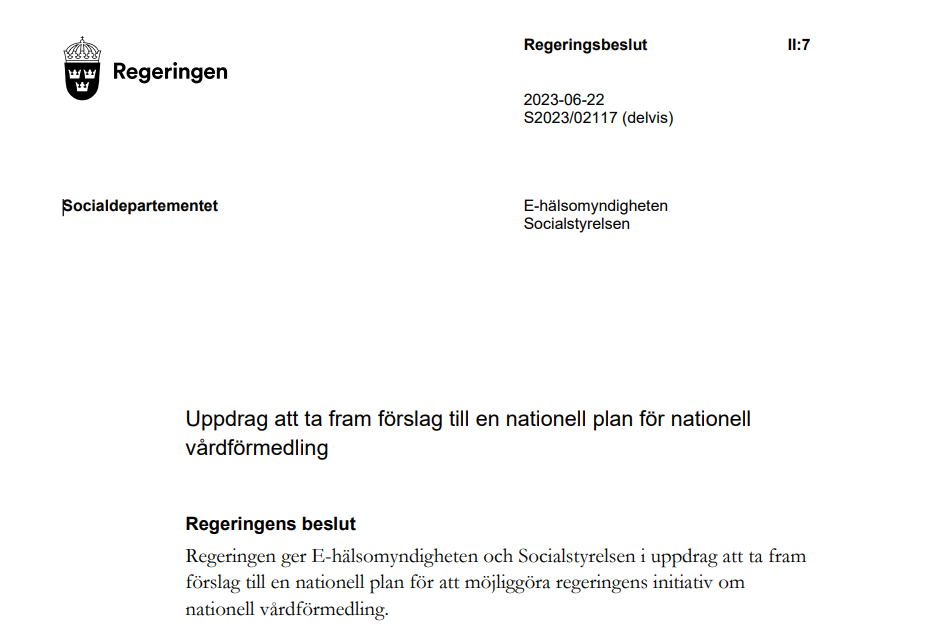 Regeringen
Regeringsbeslut II:7
2023-06-22
S2023/02117 (delvis)
Socialdepartementet
E-hälsomyndigheten
Socialstyrelsen
Uppdrag att ta fram förslag till en nationell plan för nationell
vårdförmedling
Regeringens beslut
Regeringen ger E-hälsomyndigheten och Socialstyrelsen i uppdrag att ta fram
förslag till en nationell plan för att möjliggöra regeringens initiativ om
nationell vårdförmedling.